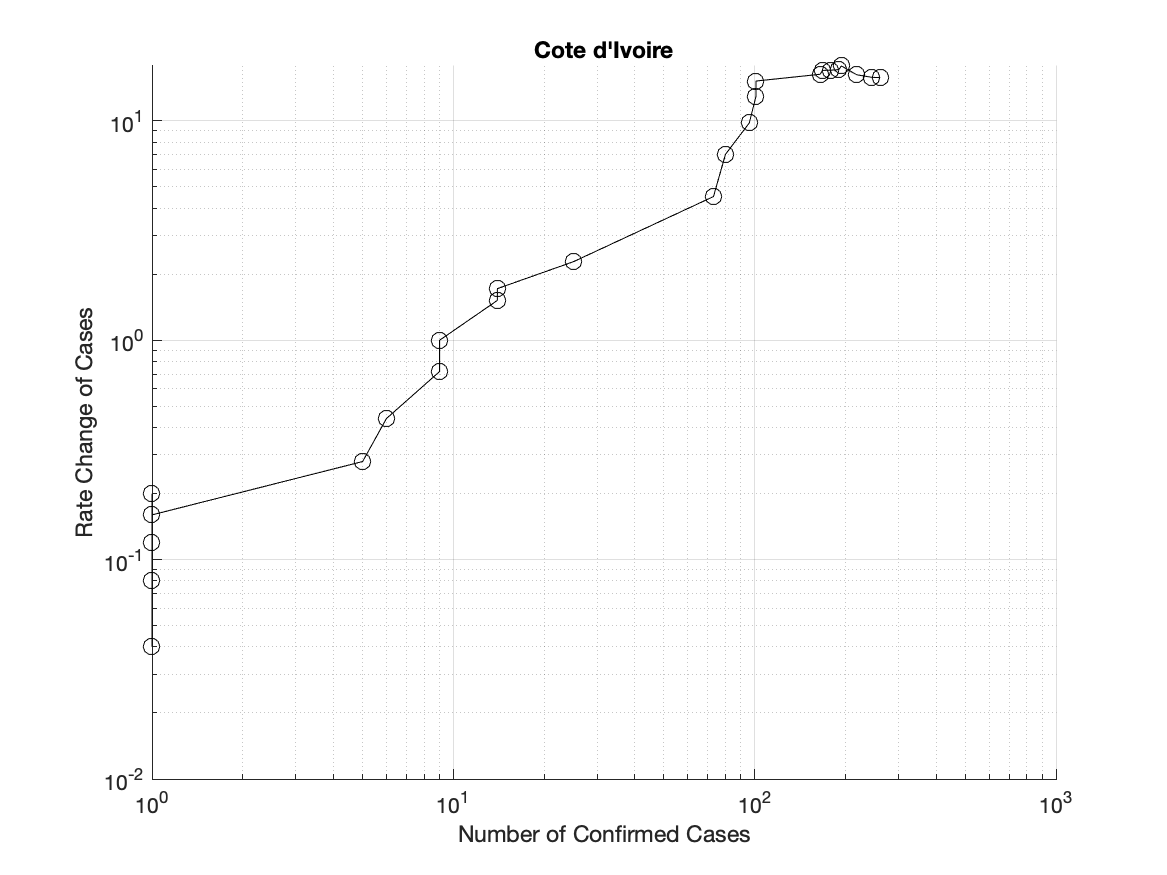 Cote d'Ivoire
Rate Change of Cases
10^1
10^0
10^-1
10^-2
10^0 10^1 10^2 10^3
Number of Confirmed Cases